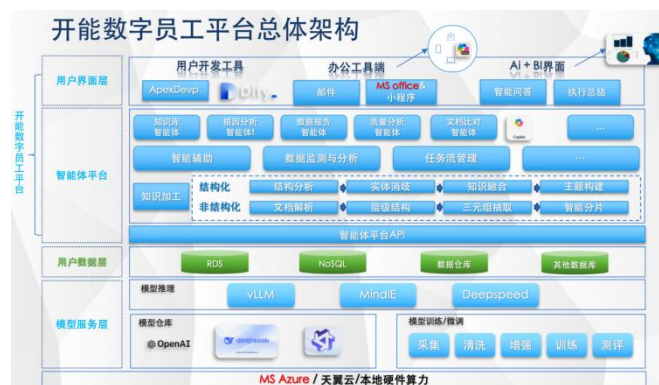 开能数字员工平台总体架构
开能数字员工平台
用户界面层
用户开发工具
办公工具端
Ai + BI界面
ApexDevp.
Dify_
邮件
MS office&
小程序
智能问答
执行总结
智能体平台
知识库
智能体
根因分析
智能体t
数据报告
智能体
质量分析
智能体
文档比对
智能体
Copilot
...
智能辅助
数据监测与分析
任务流管理
...
知识加工
结构化
结构分析
实体消歧
知识融合
主题构建
非结构化
文档解析
层级结构
三元组抽取
智能分片
智能体平台API
用户数据层
RDS
NoSQL
数据仓库
其他数据库
模型服务层
模型推理
vLLM
MindIE
Deepspeed
模型仓库
OpenAI
deepseek
模型训练/微调
采集
清洗
增强
训练
测评
MS Azure / 天翼云/本地硬件算力